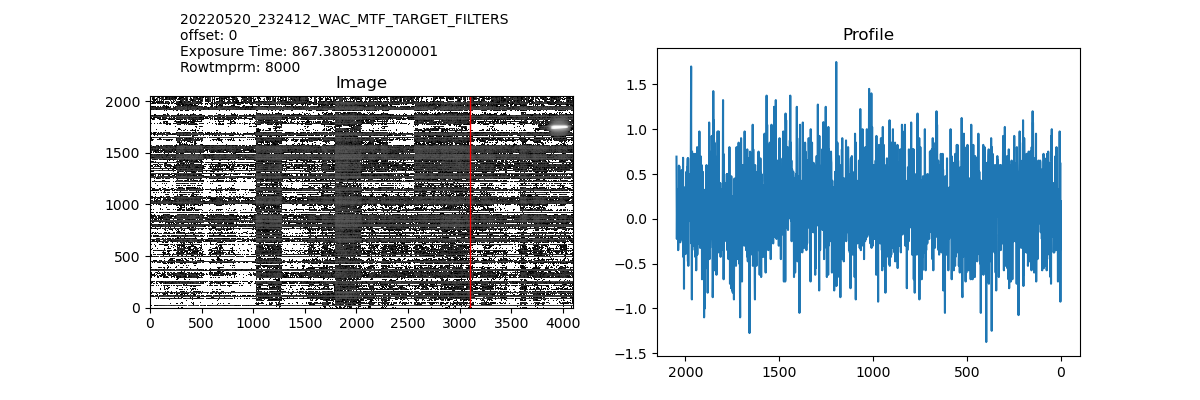 20220520_232412_WAC_MTF_TARGET_FILTERS
offset: 0
Exposure Time: 867.3805312000001
Rowtmprm: 8000
Image
2000
1500
1000
500
0
0 500 1000 1500 2000 2500 3000 3500 4000
Profile
1.5
1.0
0.5
0.0
−0.5
−1.0
−1.5
2000 1500 1000 500 0